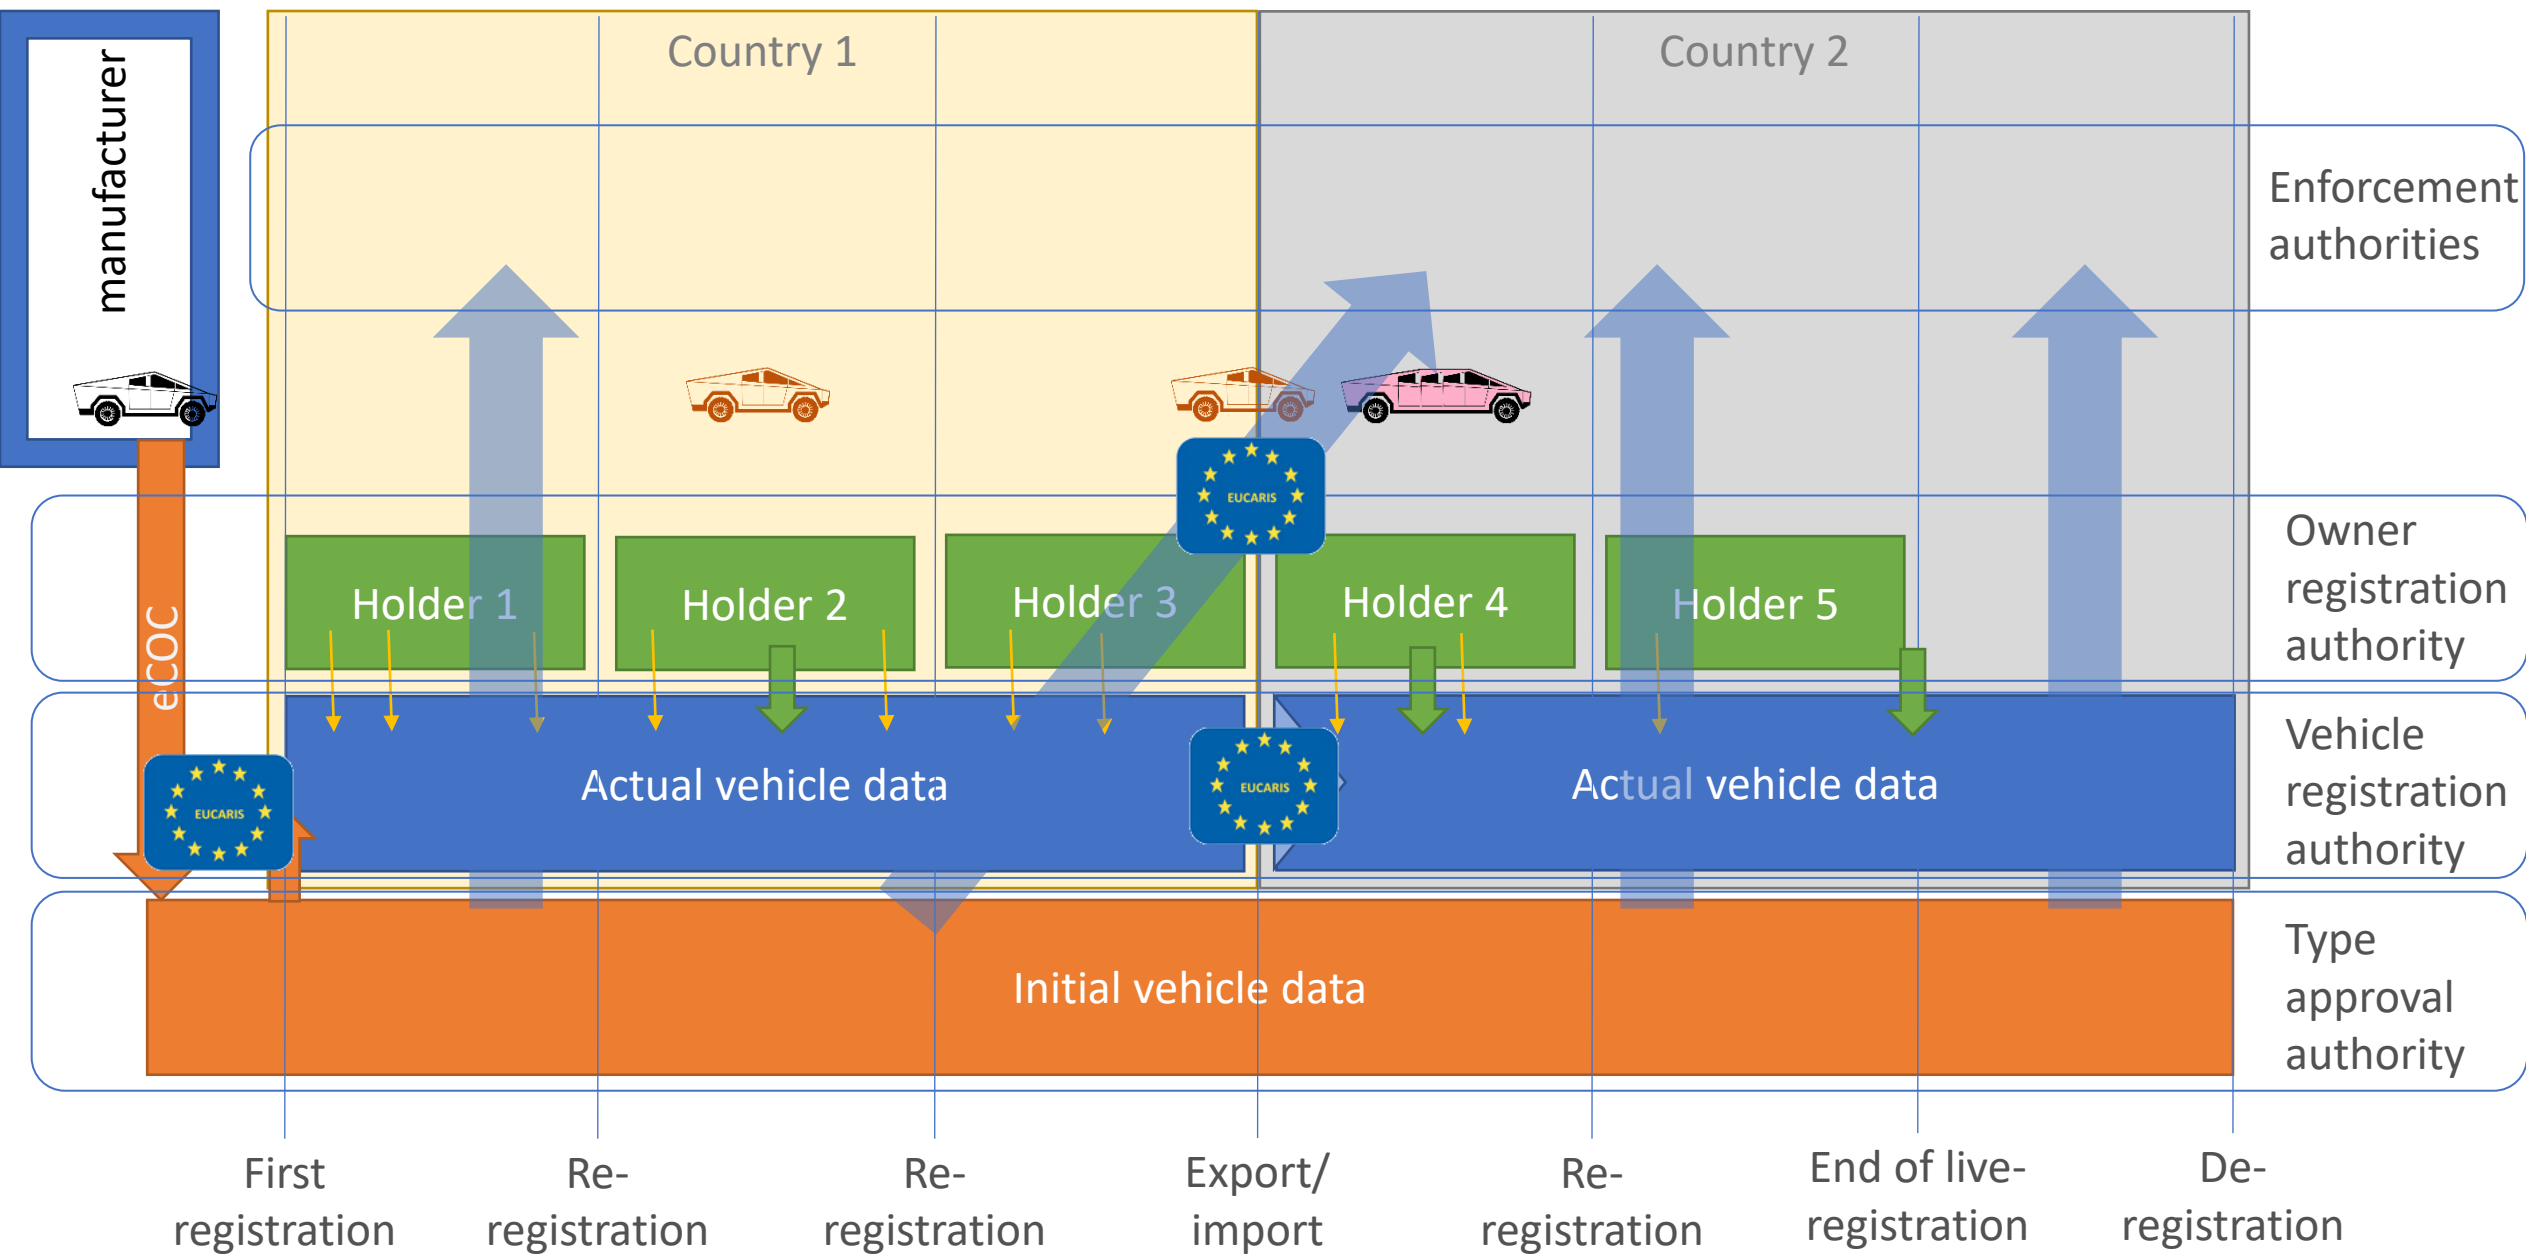 manufacturer
Country 1
Country 2
Enforcement
authorities
EUCARIS
Owner
registration
authority
Holder 1
Holder 2
Holder 3
Holder 4
Holder 5
eCOC
Vehicle
registration
authority
EUCARIS
Actual vehicle data
EUCARIS
Actual vehicle data
Type
approval
authority
Initial vehicle data
First
registration
Re-
registration
Re-
registration
Export/
import
Re-
registration
End of live-
registration
De-
registration